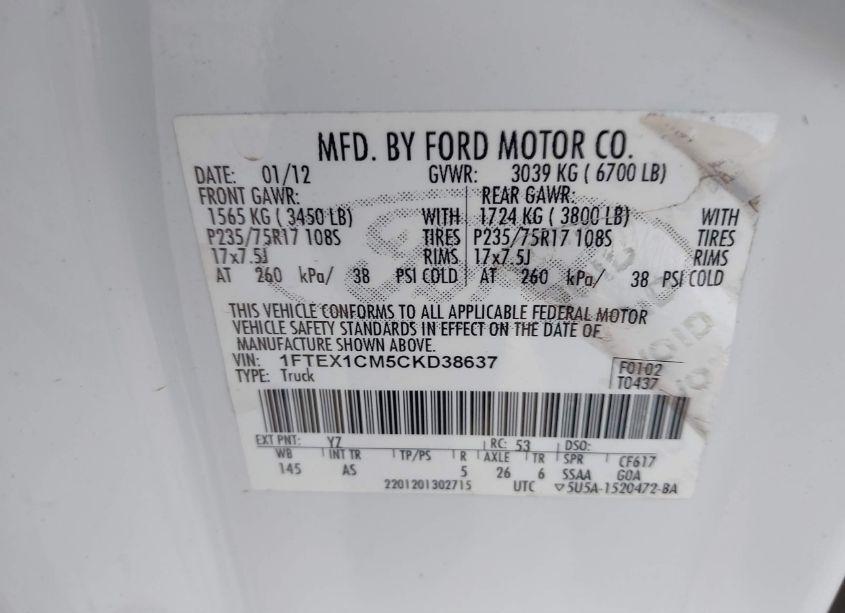 MFD. BY FORD MOTOR CO.
DATE: 01/12 GVWR: 3039 KG ( 6700 LB)
FRONT GAWR: REAR GAWR:
1565 KG ( 3450 LB) WITH 1724 KG ( 3800 LB) WITH
P235/75R17 108S TIRES P235/75R17 108S TIRES
17x7.5J RIMS 17x7.5J RIMS
AT 260 kPa/ 38 PSI COLD AT 260 kPa/ 38 PSI COLD
THIS VEHICLE CONFORMS TO ALL APPLICABLE FEDERAL MOTOR
VEHICLE SAFETY STANDARDS IN EFFECT ON THE DATE OF
MANUFACTURE SHOWN ABOVE.
VIN: 1FTEX1CM5CKD38637
TYPE: Truck
F0102
T0437
EXT PNT: YZ RC: 53 DSO:
WB INT TR TP/PS R AXLE TR SPR CF617
145 AS 5 26 6 SSAA GOA
2201201302715 UTC ▽5U5A-1520472-BA
VOID